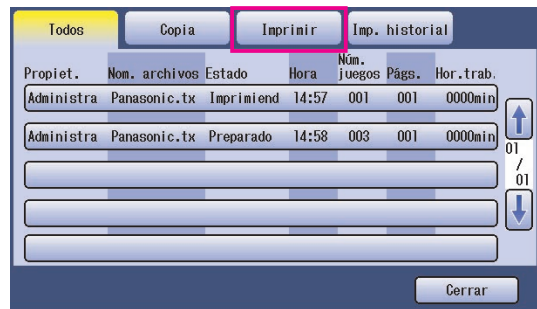 Todos Copia Imprimir Imp. historial
Núm.
Propiet. Nom. archivos Estado Hora juegos Págs. Hor.trab.
Administra Panasonic.tx Imprimiend 14:57 001 001 0000min
Administra Panasonic.tx Preparado 14:58 003 001 0000min
01
/
01
Cerrar